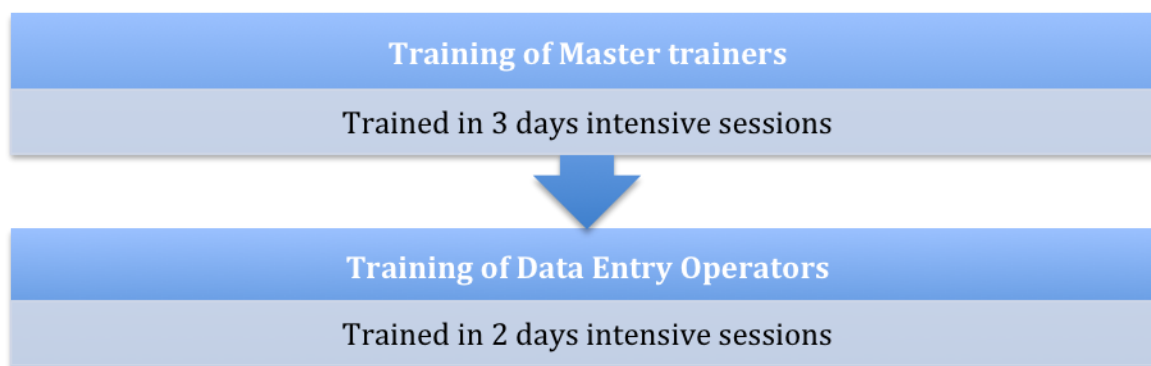 Training of Master trainers
Trained in 3 days intensive sessions
Training of Data Entry Operators
Trained in 2 days intensive sessions